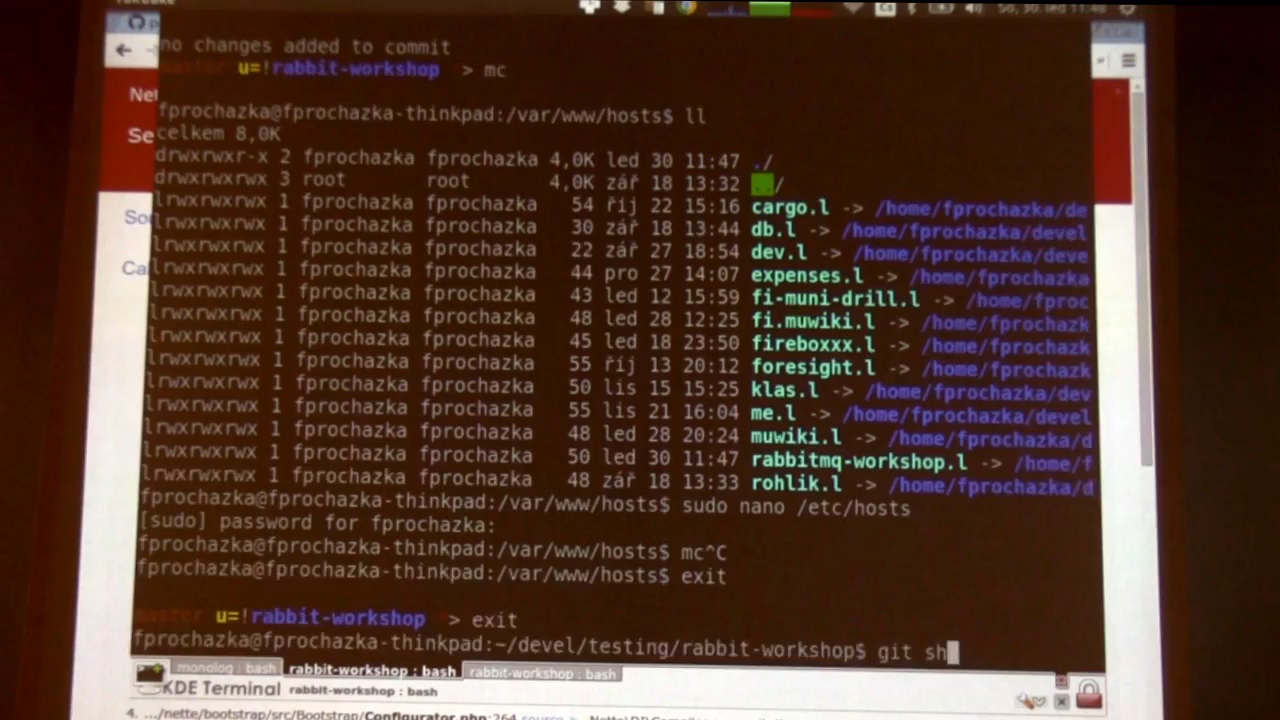 no changes added to commit
master u=!rabbit-workshop > mc
Net
fprochazka@fprochazka-thinkpad:/var/www/hosts$ ll
Se
celkem 8,0K
drwxrwxr-x 2 fprochazka fprochazka 4,0K led 30 11:47 ./
drwxrwxrwx 3 root root 4,0K zář 18 13:32 ../
lrwxrwxrwx 1 fprochazka fprochazka 54 říj 22 15:16 cargo.l -> /home/fprochazka/de
Sou
lrwxrwxrwx 1 fprochazka fprochazka 30 zář 18 13:44 db.l -> /home/fprochazka/devel
lrwxrwxrwx 1 fprochazka fprochazka 22 zář 27 18:54 dev.l -> /home/fprochazka/deve
Cal
lrwxrwxrwx 1 fprochazka fprochazka 44 pro 27 14:07 expenses.l -> /home/fprochazka
lrwxrwxrwx 1 fprochazka fprochazka 43 led 12 15:59 fi-muni-drill.l -> /home/fproc
lrwxrwxrwx 1 fprochazka fprochazka 48 led 28 12:25 fi.muwiki.l -> /home/fprochazk
lrwxrwxrwx 1 fprochazka fprochazka 45 led 18 23:50 fireboxxx.l -> /home/fprochazk
lrwxrwxrwx 1 fprochazka fprochazka 55 říj 13 20:12 foresight.l -> /home/fprochazk
lrwxrwxrwx 1 fprochazka fprochazka 50 lis 15 15:25 klas.l -> /home/fprochazka/dev
lrwxrwxrwx 1 fprochazka fprochazka 55 lis 21 16:04 me.l -> /home/fprochazka/devel
lrwxrwxrwx 1 fprochazka fprochazka 48 led 28 20:24 muwiki.l -> /home/fprochazka/d
lrwxrwxrwx 1 fprochazka fprochazka 50 led 30 11:47 rabbitmq-workshop.l -> /home/f
lrwxrwxrwx 1 fprochazka fprochazka 48 zář 18 13:33 rohlik.l -> /home/fprochazka/d
fprochazka@fprochazka-thinkpad:/var/www/hosts$ sudo nano /etc/hosts
[sudo] password for fprochazka:
fprochazka@fprochazka-thinkpad:/var/www/hosts$ mc^C
fprochazka@fprochazka-thinkpad:/var/www/hosts$ exit
master u=!rabbit-workshop > exit
fprochazka@fprochazka-thinkpad:~/devel/testing/rabbit-workshop$ git sh
monolog : bash rabbit-workshop : bash rabbit-workshop : bash
KDE Terminal rabbit-workshop : bash
4. .../nette/bootstrap/src/Bootstrap/Configurator.php:264 source